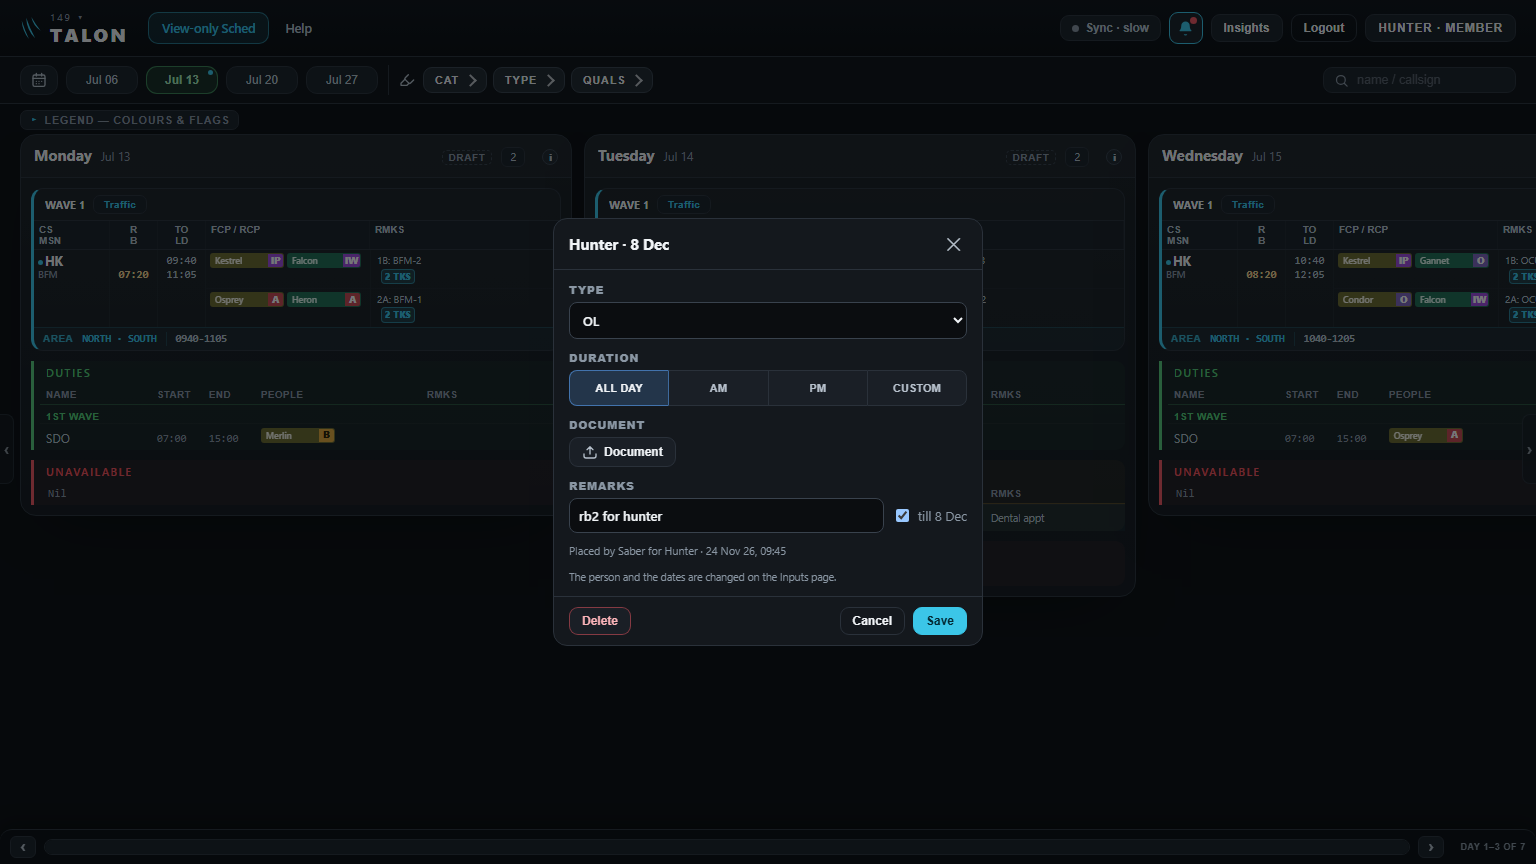 149
TALON
View-only Sched
Help
Sync · slow
Insights
Logout
HUNTER · MEMBER
Jul 06
Jul 13
Jul 20
Jul 27
CAT
TYPE
QUALS
name / callsign
LEGEND — COLOURS & FLAGS
Monday Jul 13
DRAFT 2 i
WAVE 1 Traffic
CS MSN
R B
TO LD
FCP / RCP
RMKS
HK
BFM
07:20
09:40
11:05
Kestrel IP Falcon IW
1B: BFM-2
2 TKS
Osprey A Heron A
2A: BFM-1
2 TKS
AREA NORTH · SOUTH 0940-1105
DUTIES
NAME START END PEOPLE RMKS
1ST WAVE
SDO 07:00 15:00 Merlin B
UNAVAILABLE
Nil
Tuesday Jul 14
DRAFT 2 i
WAVE 1 Traffic
RMKS
RMKS
Dental appt
Wednesday Jul 15
WAVE 1 Traffic
CS MSN
R B
TO LD
FCP / RCP
RMKS
HK
BFM
08:20
10:40
12:05
Kestrel IP Gannet O
1B: OC
2 TKS
Condor O Falcon IW
2A: OC
2 TKS
AREA NORTH · SOUTH 1040-1205
DUTIES
NAME START END PEOPLE
1ST WAVE
SDO 07:00 15:00 Osprey A
UNAVAILABLE
Nil
Hunter · 8 Dec
TYPE
OL
DURATION
ALL DAY AM PM CUSTOM
DOCUMENT
Document
REMARKS
rb2 for hunter
till 8 Dec
Placed by Saber for Hunter · 24 Nov 26, 09:45
The person and the dates are changed on the Inputs page.
Delete
Cancel
Save
DAY 1–3 OF 7